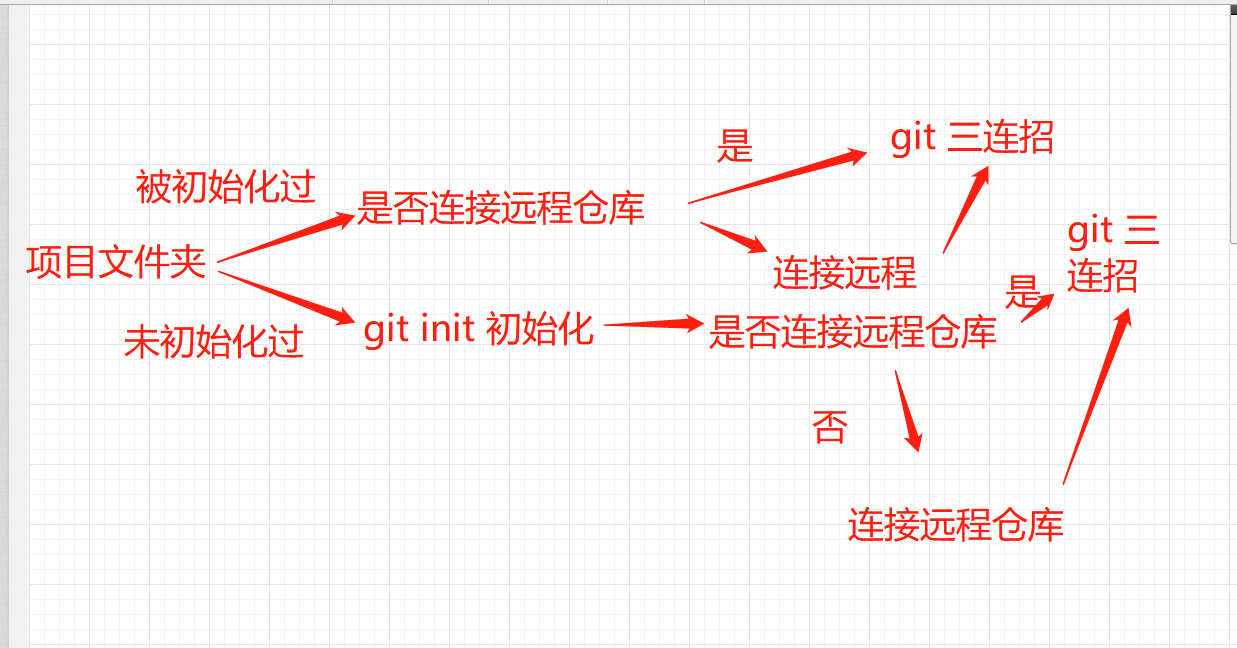 是
git 三连招
被初始化过
是否连接远程仓库
git 三
连招
项目文件夹
连接远程
是
未初始化过
git init 初始化
是否连接远程仓库
否
连接远程仓库